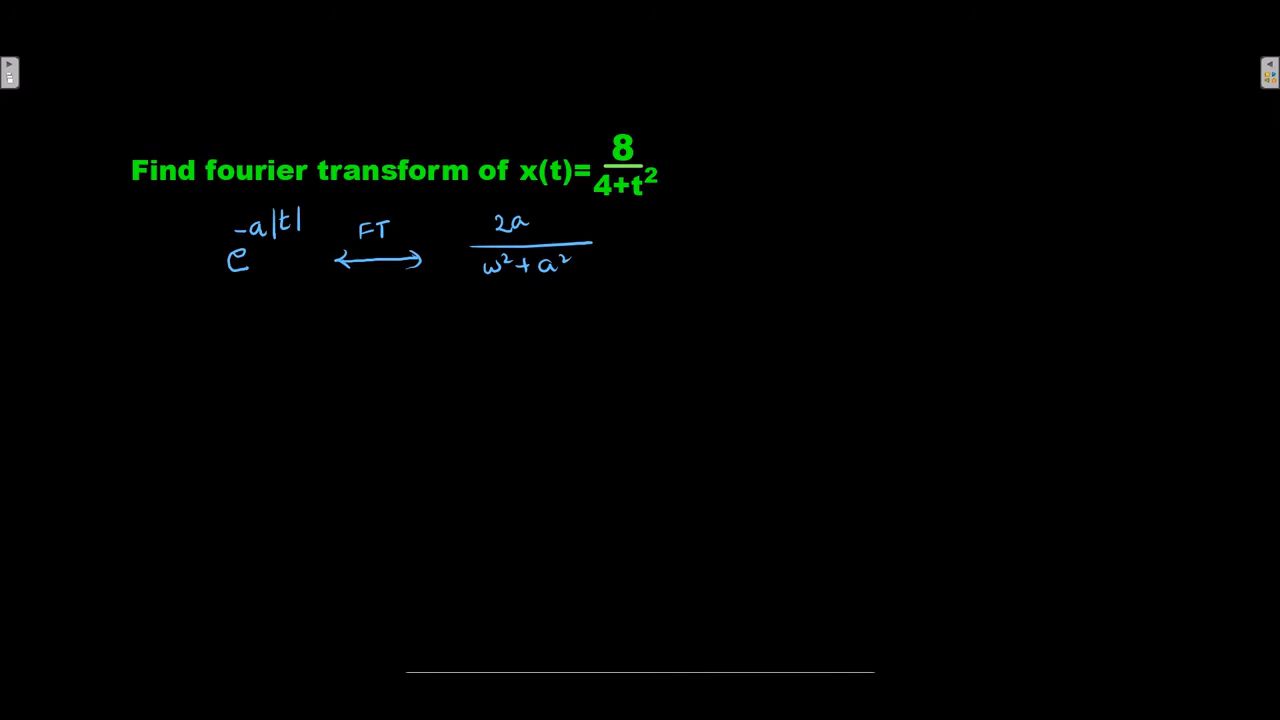 Find fourier transform of x(t)= 8/(4+t²)
e^(-a|t|) ⟷ FT 2a/(ω²+a²)